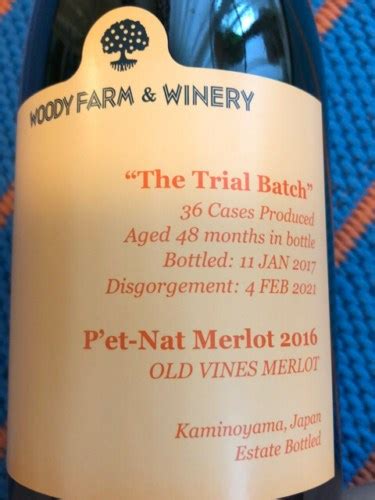 WOODY FARM & WINERY
"The Trial Batch"
36 Cases Produced
Aged 48 months in bottle
Bottled: 11 JAN 2017
Disgorgement: 4 FEB 2021
P'et-Nat Merlot 2016
OLD VINES MERLOT
Kaminoyama, Japan
Estate Bottled